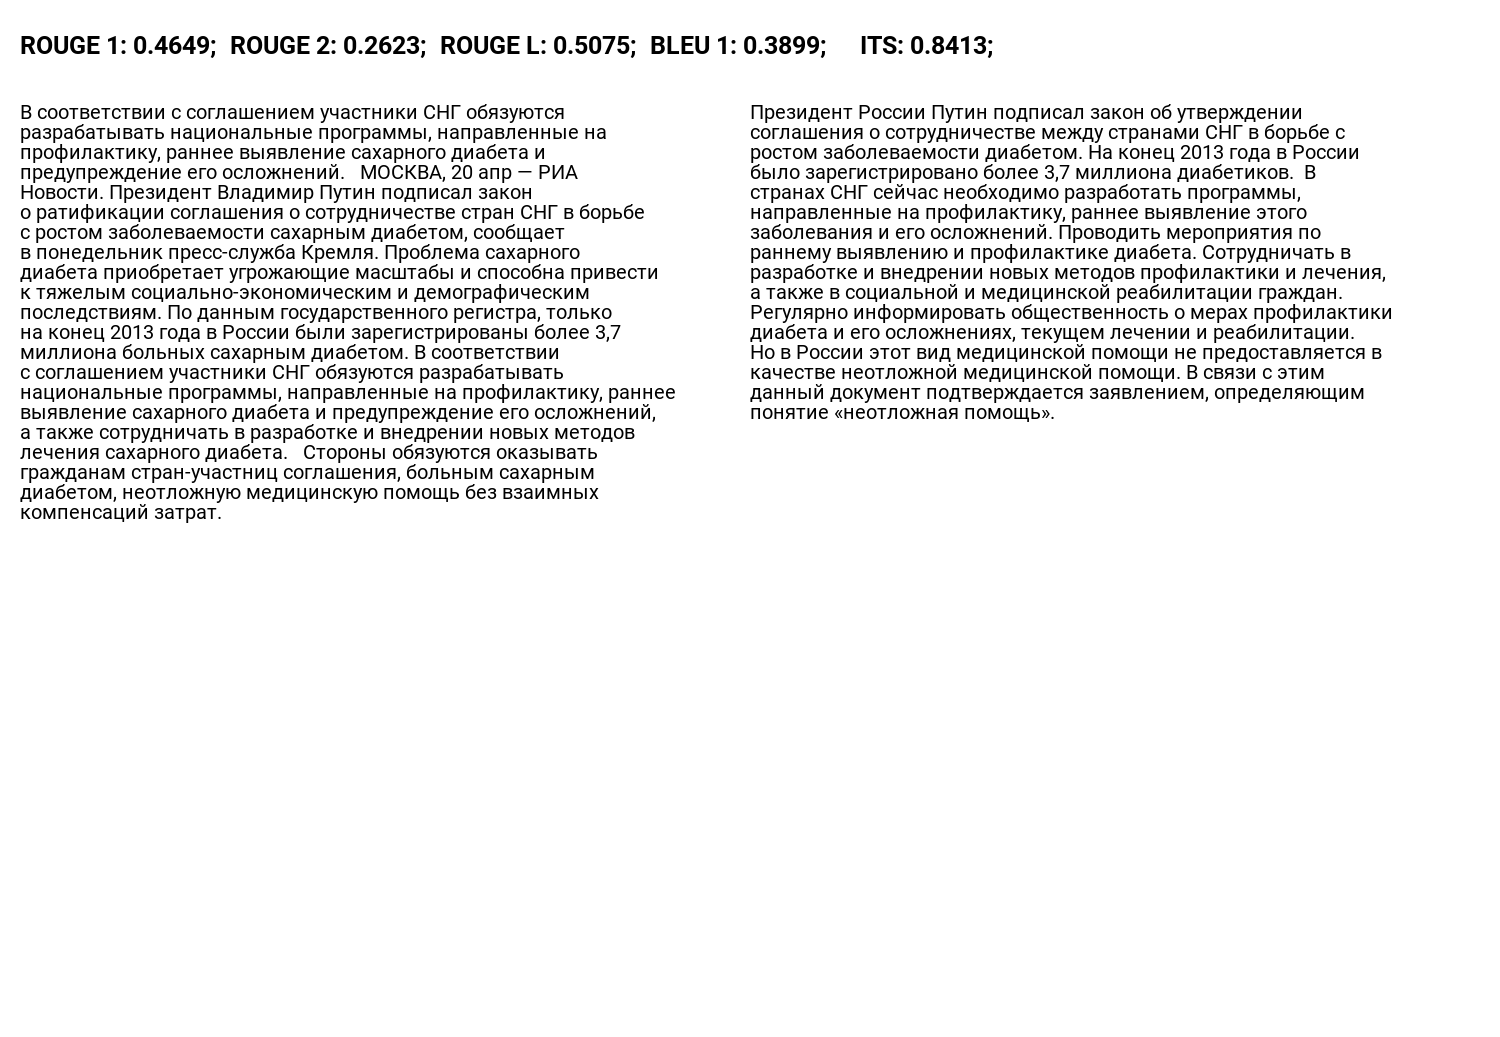 ROUGE 1: 0.4649;  ROUGE 2: 0.2623;  ROUGE L: 0.5075;  BLEU 1: 0.3899;     ITS: 0.8413;
В соответствии с соглашением участники СНГ обязуются
разрабатывать национальные программы, направленные на
профилактику, раннее выявление сахарного диабета и
предупреждение его осложнений.   МОСКВА, 20 апр — РИА
Новости. Президент Владимир Путин подписал закон
о ратификации соглашения о сотрудничестве стран СНГ в борьбе
с ростом заболеваемости сахарным диабетом, сообщает
в понедельник пресс-служба Кремля. Проблема сахарного
диабета приобретает угрожающие масштабы и способна привести
к тяжелым социально-экономическим и демографическим
последствиям. По данным государственного регистра, только
на конец 2013 года в России были зарегистрированы более 3,7
миллиона больных сахарным диабетом. В соответствии
с соглашением участники СНГ обязуются разрабатывать
национальные программы, направленные на профилактику, раннее
выявление сахарного диабета и предупреждение его осложнений,
а также сотрудничать в разработке и внедрении новых методов
лечения сахарного диабета.   Стороны обязуются оказывать
гражданам стран-участниц соглашения, больным сахарным
диабетом, неотложную медицинскую помощь без взаимных
компенсаций затрат.
Президент России Путин подписал закон об утверждении
соглашения о сотрудничестве между странами СНГ в борьбе с
ростом заболеваемости диабетом. На конец 2013 года в России
было зарегистрировано более 3,7 миллиона диабетиков.  В
странах СНГ сейчас необходимо разработать программы,
направленные на профилактику, раннее выявление этого
заболевания и его осложнений. Проводить мероприятия по
раннему выявлению и профилактике диабета. Сотрудничать в
разработке и внедрении новых методов профилактики и лечения,
а также в социальной и медицинской реабилитации граждан.
Регулярно информировать общественность о мерах профилактики
диабета и его осложнениях, текущем лечении и реабилитации.
Но в России этот вид медицинской помощи не предоставляется в
качестве неотложной медицинской помощи. В связи с этим
данный документ подтверждается заявлением, определяющим
понятие «неотложная помощь».